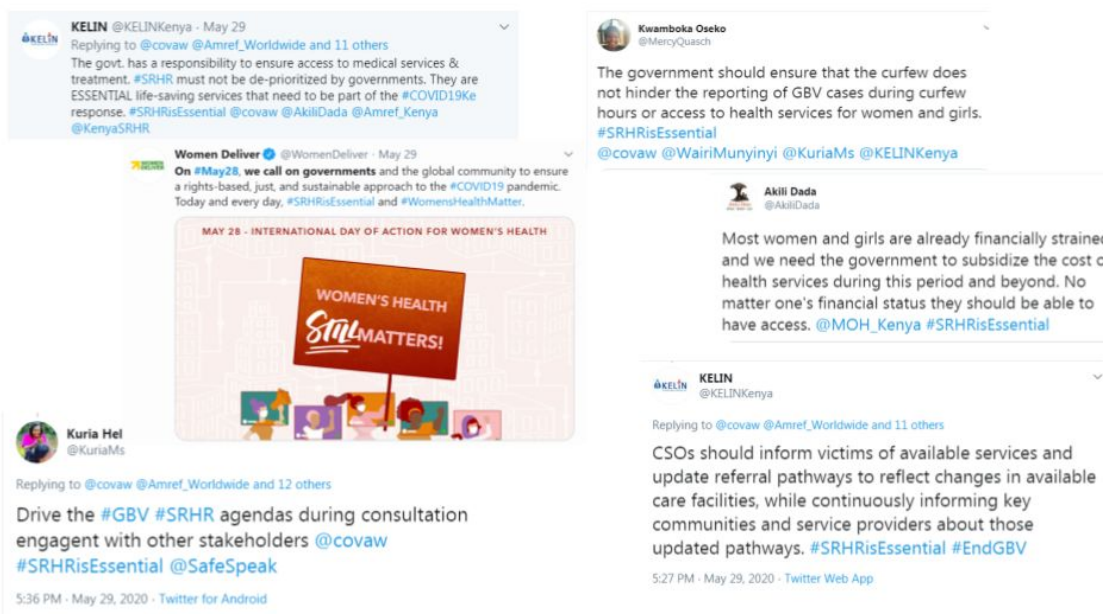 KELIN @KELINKenya · May 29
Replying to @covaw @Amref_Worldwide and 11 others
The govt. has a responsibility to ensure access to medical services &
treatment. #SRHR must not be de-prioritized by governments. They are
ESSENTIAL life-saving services that need to be part of the #COVID19Ke
response. #SRHRisEssential @covaw @AkiliDada @Amref_Kenya
@KenyaSRHR
KELIN
Women Deliver @WomenDeliver · May 29
On #May28, we call on governments and the global community to ensure
a rights-based, just, and sustainable approach to the #COVID19 pandemic.
Today and every day, #SRHRisEssential and #WomensHealthMatter.
WOMEN
DELIVER
MAY 28 - INTERNATIONAL DAY OF ACTION FOR WOMEN'S HEALTH
WOMEN'S HEALTH
STILL MATTERS!
Kuria Hel
@KuriaMs
Replying to @covaw @Amref_Worldwide and 12 others
Drive the #GBV #SRHR agendas during consultation
engagent with other stakeholders @covaw
#SRHRisEssential @SafeSpeak
5:36 PM · May 29, 2020 · Twitter for Android
Kwamboka Oseko
@MercyQuasch
The government should ensure that the curfew does
not hinder the reporting of GBV cases during curfew
hours or access to health services for women and girls.
#SRHRisEssential
@covaw @WairiMunyinyi @KuriaMs @KELINKenya
Akili Dada
@AkiliDada
Most women and girls are already financially strained
and we need the government to subsidize the cost o
health services during this period and beyond. No
matter one's financial status they should be able to
have access. @MOH_Kenya #SRHRisEssential
KELIN
KELIN
@KELINKenya
Replying to @covaw @Amref_Worldwide and 11 others
CSOs should inform victims of available services and
update referral pathways to reflect changes in available
care facilities, while continuously informing key
communities and service providers about those
updated pathways. #SRHRisEssential #EndGBV
5:27 PM · May 29, 2020 · Twitter Web App